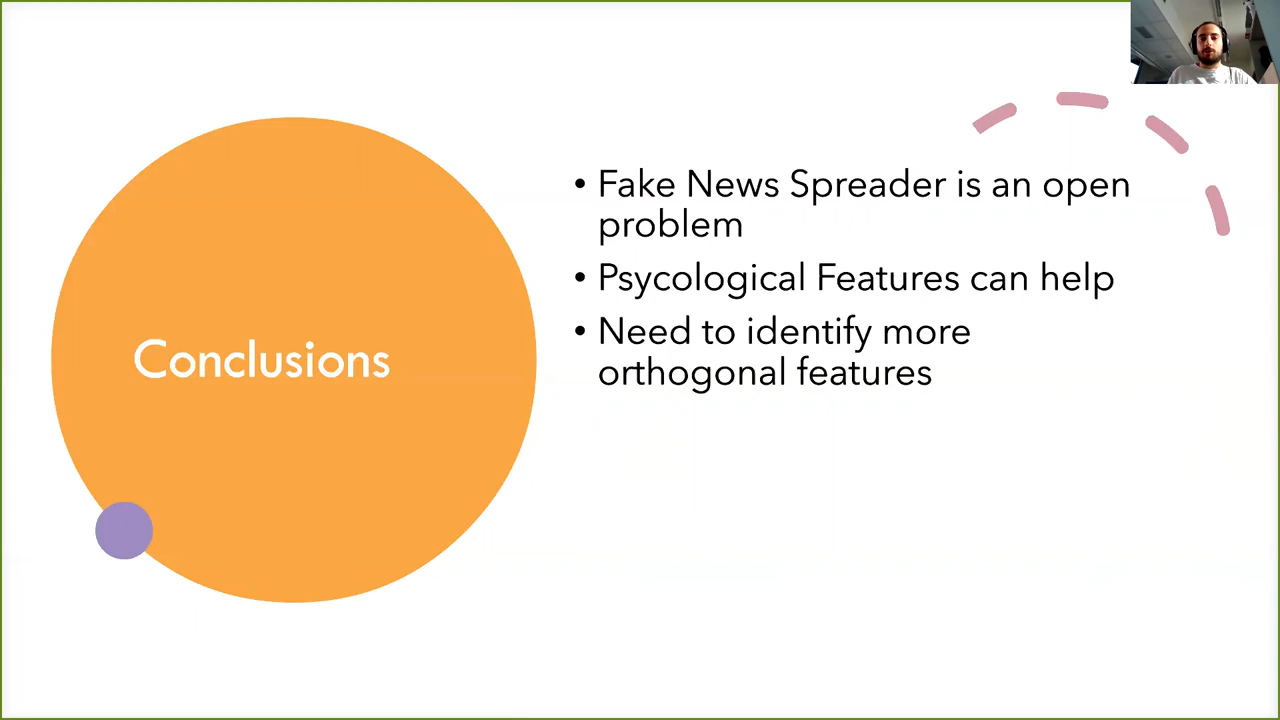 Conclusions
• Fake News Spreader is an open
problem
• Psycological Features can help
• Need to identify more
orthogonal features